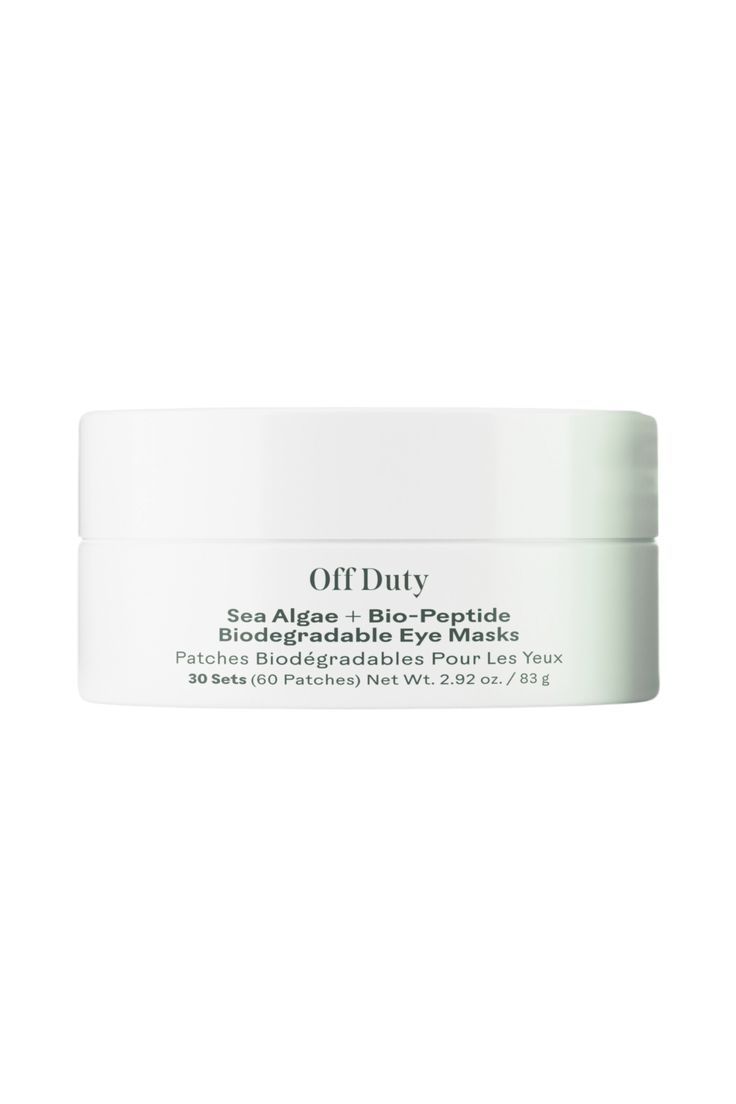 Off Duty
Sea Algae + Bio-Peptide
Biodegradable Eye Masks
Patches Biodégradables Pour Les Yeux
30 Sets (60 Patches) Net Wt. 2.92 oz. / 83 g